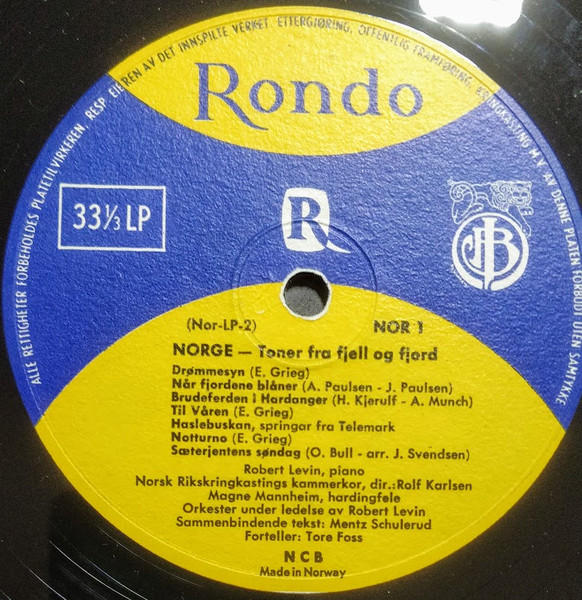 ALLE RETTIGHETER FORBEHOLDES PLATETILVIRKEREN, RESP. EIEREN AV DET INNSPILTE VERKET. ETTERGJØRING, OFFENTLIG FRAMFØRING, KRINGKASTING M.V. AV DENNE PLATEN FORBUDT UTEN SAMTYKKE
Rondo
33⅓ LP
R
(Nor-LP-2) NOR 1
NORGE — Toner fra fjell og fjord
Drømmesyn (E. Grieg)
Når fjordene blåner (A. Paulsen - J. Paulsen)
Brudeferden i Hardanger (H. Kjerulf - A. Munch)
Til Våren (E. Grieg)
Haslebuskan, springar fra Telemark
Notturno (E. Grieg)
Sæterjentens søndag (O. Bull - arr. J. Svendsen)
Robert Levin, piano
Norsk Rikskringkastings kammerkor, dir.:Rolf Karlsen
Magne Mannheim, hardingfele
Orkester under ledelse av Robert Levin
Sammenbindende tekst: Mentz Schulerud
Forteller: Tore Foss
NCB
Made in Norway